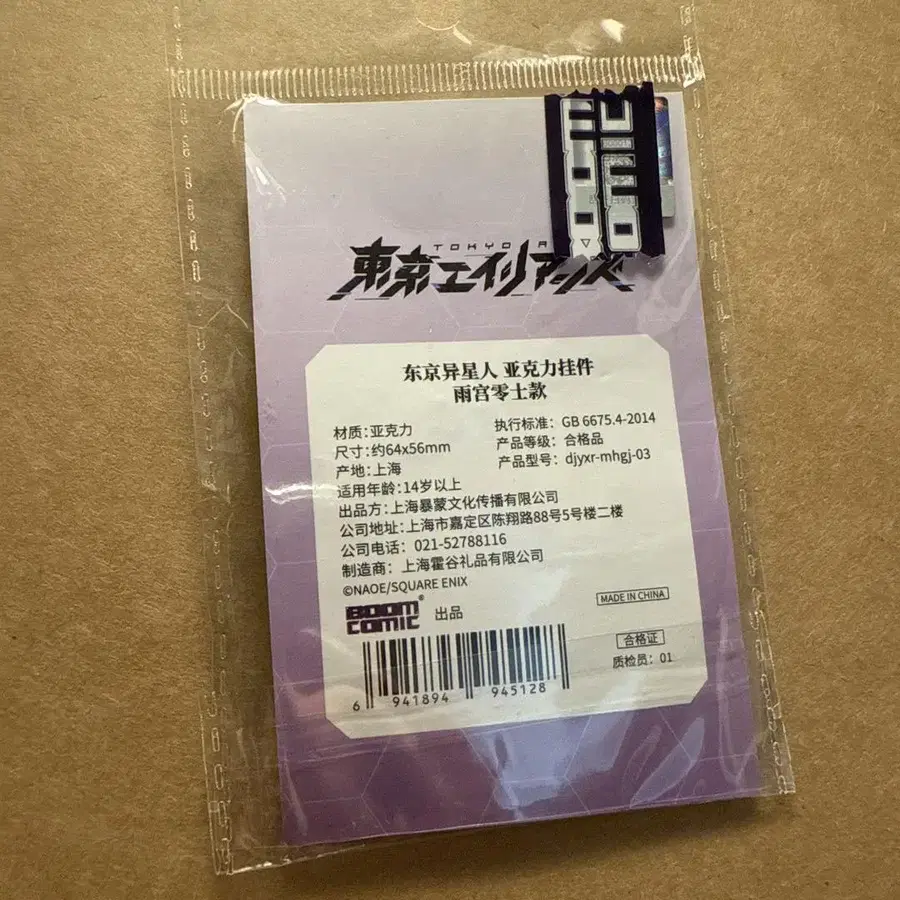 TOKYO A
東京エイリアンズ
东京异星人 亚克力挂件
雨宫零士款
材质：亚克力
尺寸：约64x56mm
产地：上海
适用年龄：14岁以上
执行标准：GB 6675.4-2014
产品等级：合格品
产品型号：djyxr-mhgj-03
出品方：上海暴蒙文化传播有限公司
公司地址：上海市嘉定区陈翔路88号5号楼二楼
公司电话：021-52788116
制造商：上海霍谷礼品有限公司
©NAOE/SQUARE ENIX
BOOM COMIC® 出品
MADE IN CHINA
合格证
质检员：01
6 941894 945128